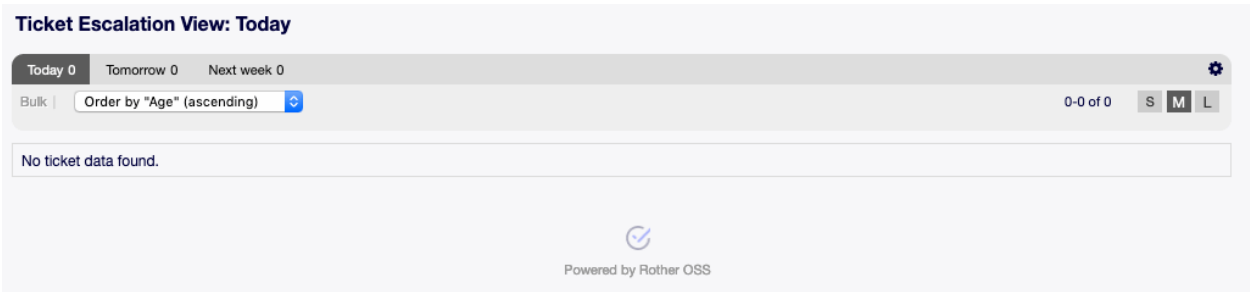 Ticket Escalation View: Today
Today 0 Tomorrow 0 Next week 0
Bulk Order by "Age" (ascending) 0-0 of 0 S M L
No ticket data found.
Powered by Rother OSS